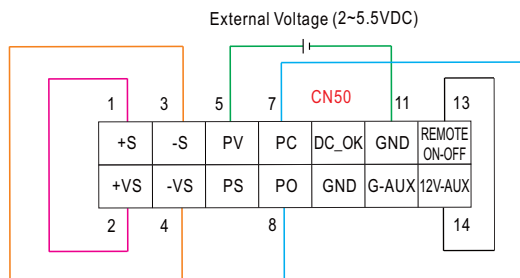 External Voltage (2~5.5VDC)
CN50
1 3 5 7 11 13
+S -S PV PC DC_OK GND REMOTE
ON-OFF
+VS -VS PS PO GND G-AUX 12V-AUX
2 4 8 14